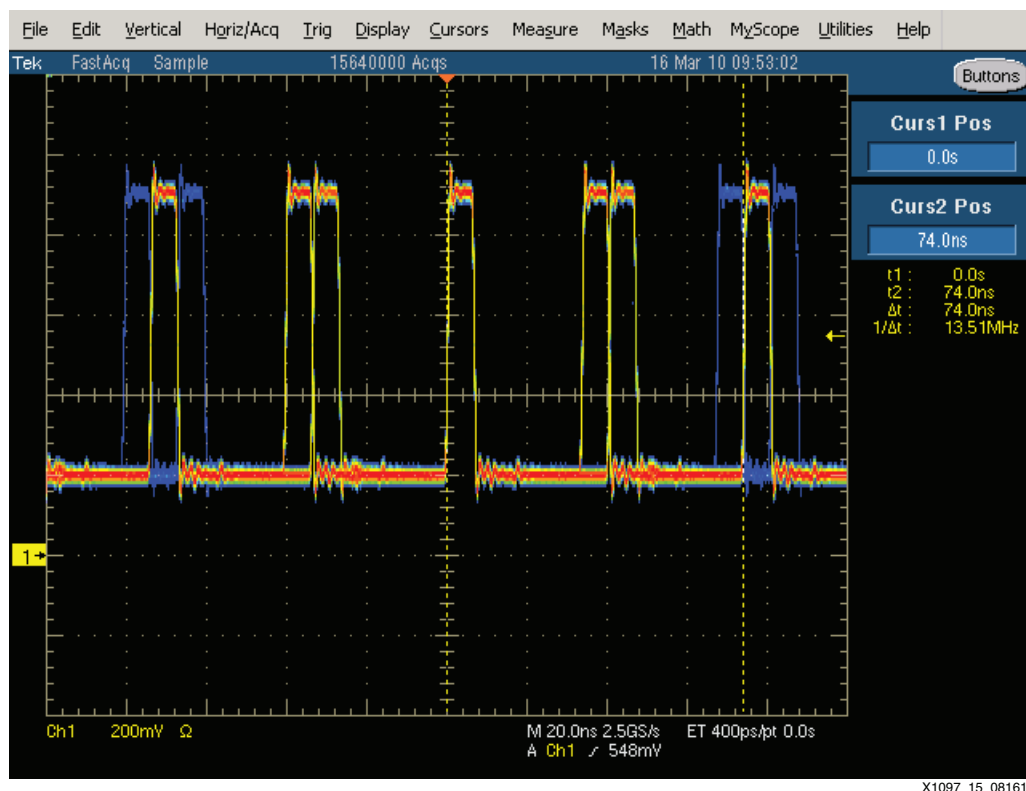 File Edit Vertical Horiz/Acq Trig Display Cursors Measure Masks Math MyScope Utilities Help
Tek FastAcq Sample 15640000 Acqs 16 Mar 10 09:53:02
Buttons
Curs1 Pos
0.0s
Curs2 Pos
74.0ns
t1 : 0.0s
t2 : 74.0ns
Δt : 74.0ns
1/Δt : 13.51MHz
1
Ch1 200mV Ω M 20.0ns 2.5GS/s ET 400ps/pt 0.0s
A Ch1 548mV
X1097_15_08161